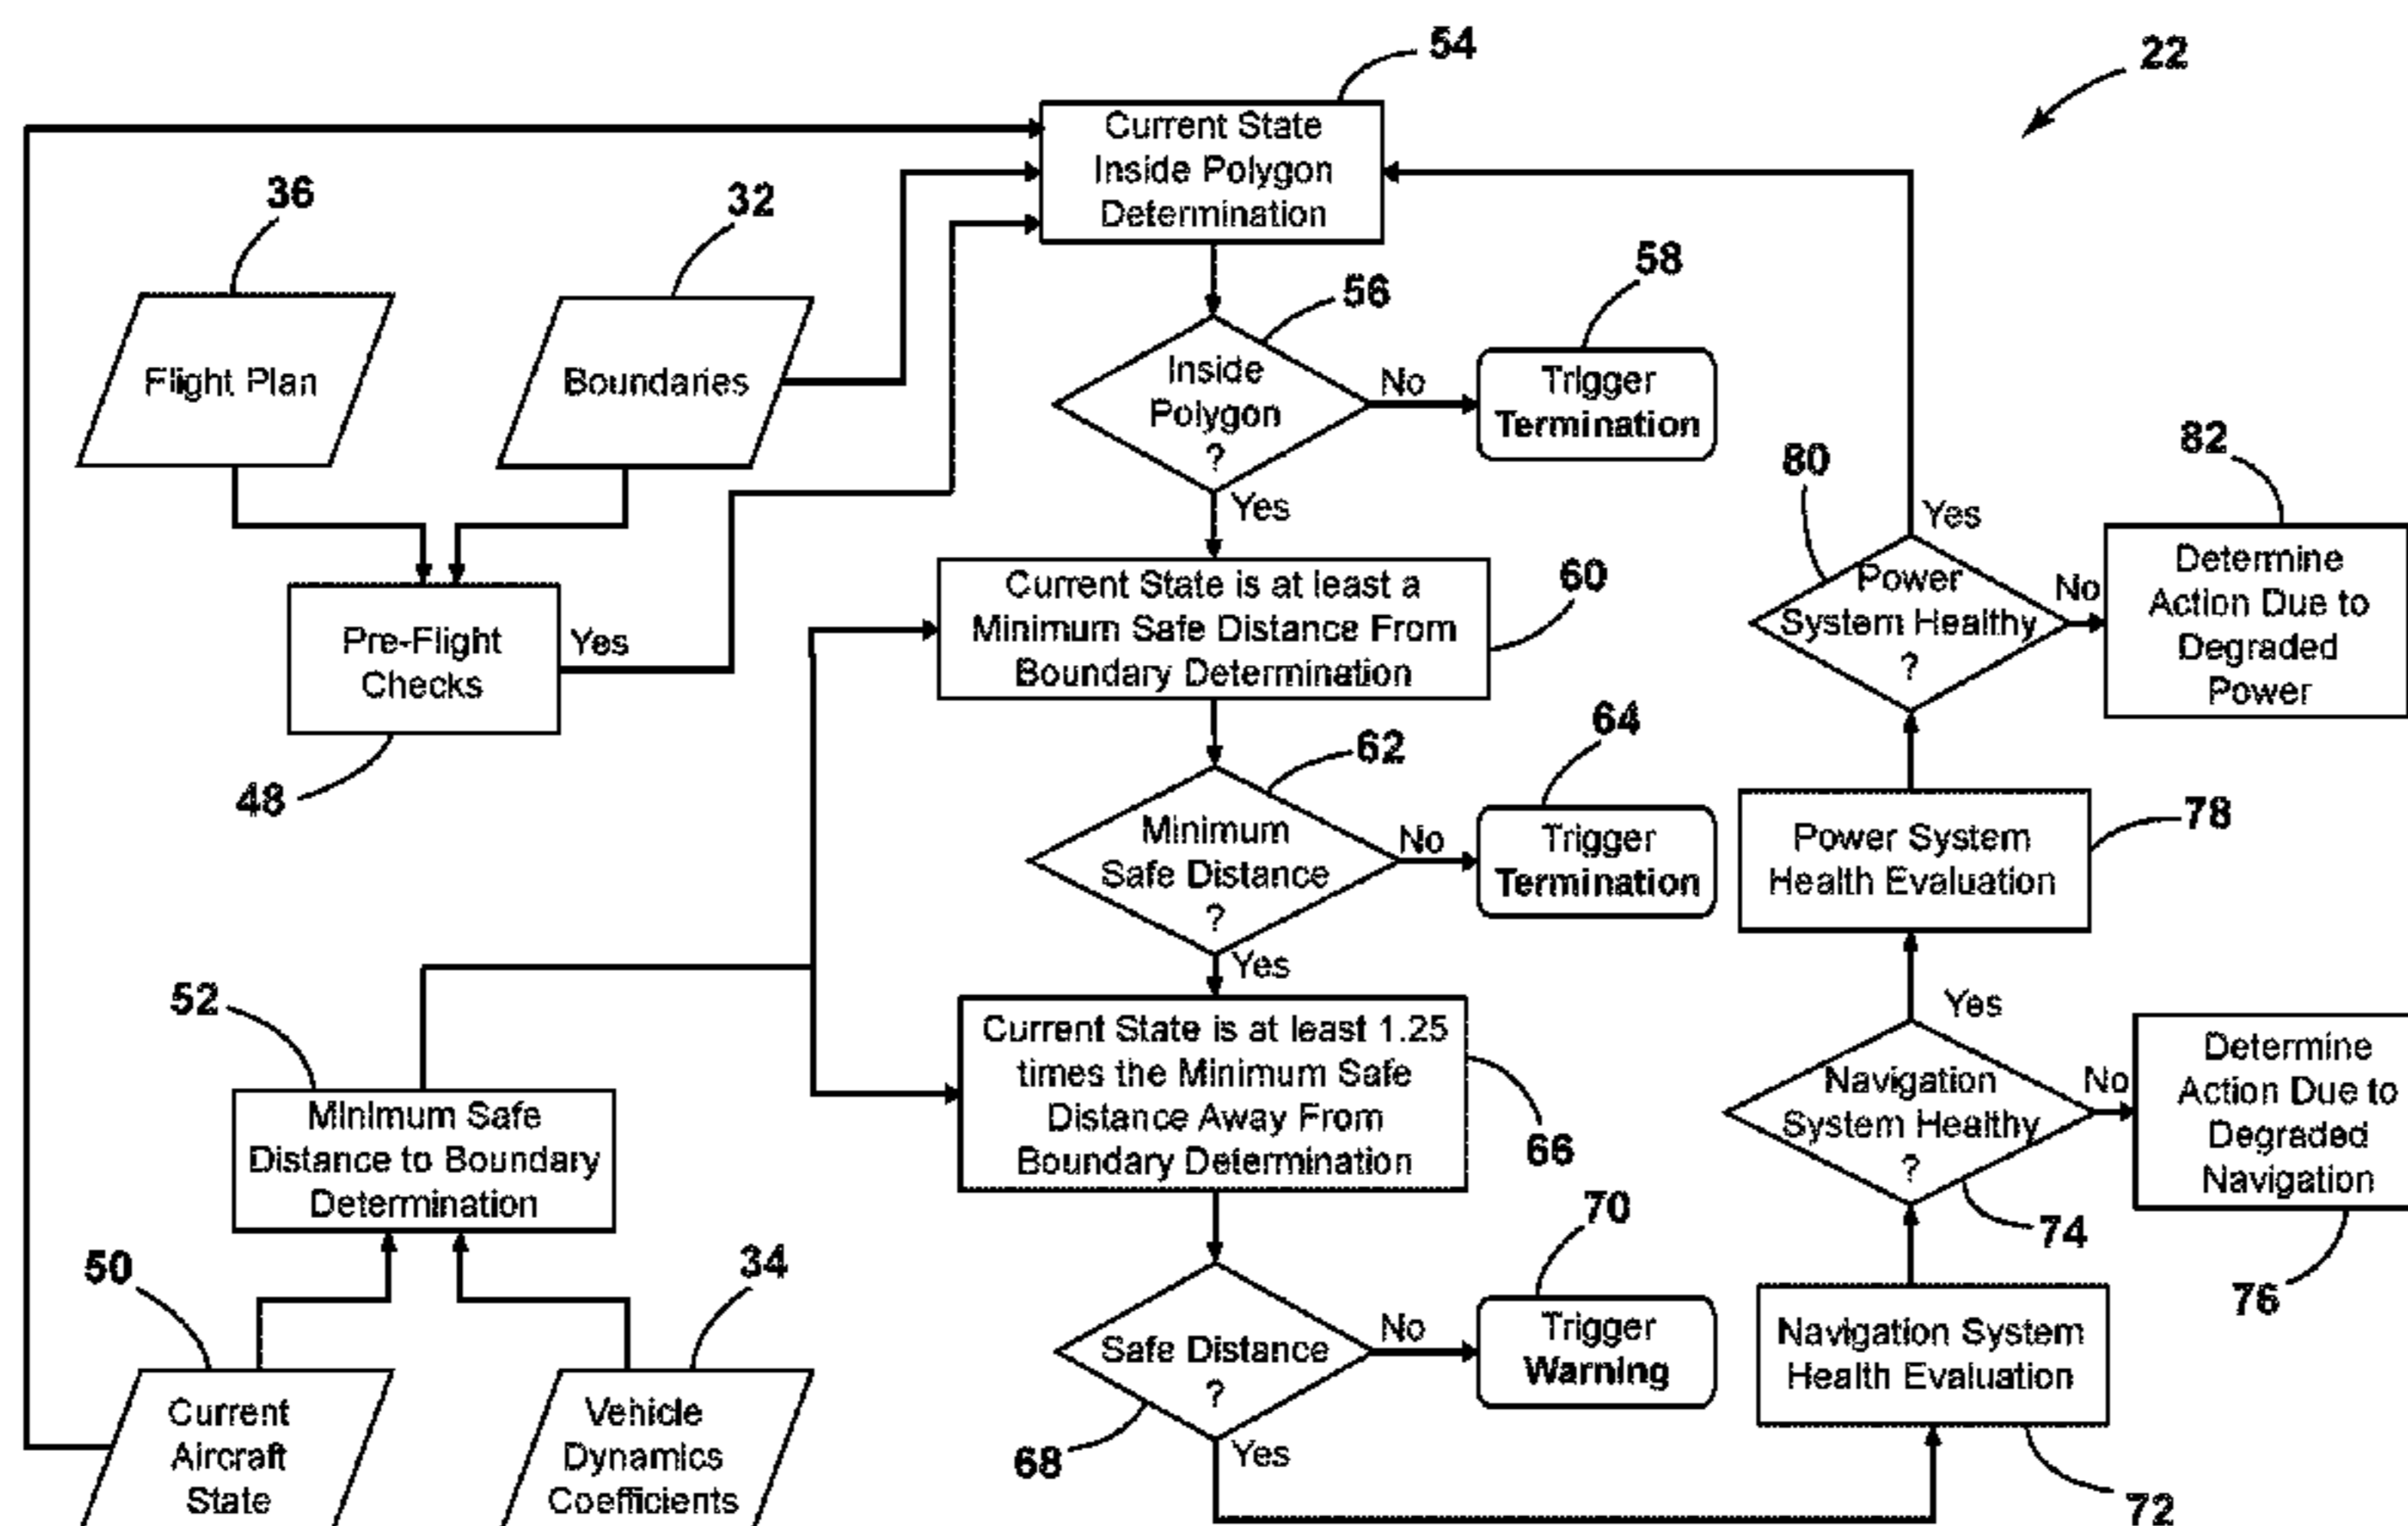 54
22
Current State
Inside Polygon
Determination
36
32
58
56
Flight Plan
Boundaries
Inside
Polygon
?
No
Trigger
Termination
Yes
80
82
Yes
Pre-Flight
Checks
Yes
48
Current State is at least a
Minimum Safe Distance From
Boundary Determination
60
Power
System Healthy
?
No
Determine
Action Due to
Degraded
Power
62
64
Minimum
Safe Distance
?
No
Trigger
Termination
Yes
Power System
Health Evaluation
78
52
Minimum Safe
Distance to Boundary
Determination
Current State is at least 1.25
times the Minimum Safe
Distance Away From
Boundary Determination
66
Yes
Navigation
System Healthy
?
No
Determine
Action Due to
Degraded
Navigation
74
76
50
34
70
Current
Aircraft
State
Vehicle
Dynamics
Coefficients
Safe Distance
?
No
Trigger
Warning
68
Yes
Navigation System
Health Evaluation
72